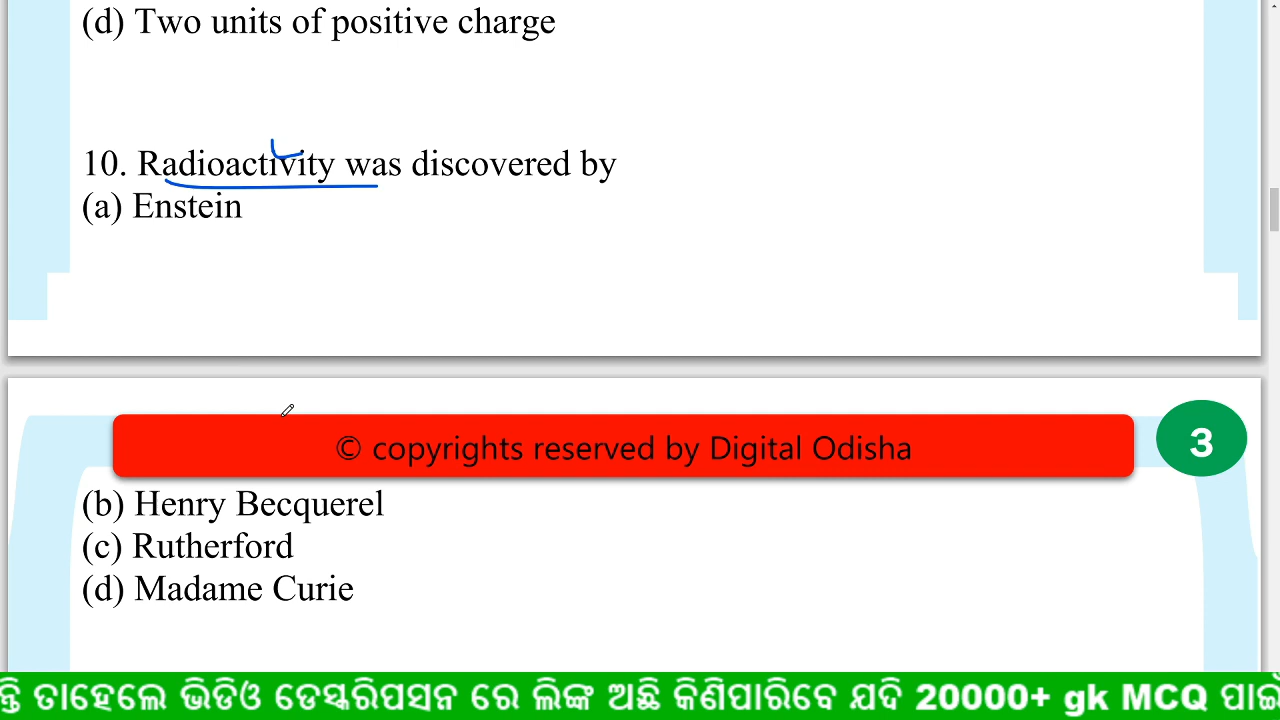 (d) Two units of positive charge
10. Radioactivity was discovered by
(a) Enstein
© copyrights reserved by Digital Odisha
3
(b) Henry Becquerel
(c) Rutherford
(d) Madame Curie
ତାହେଲେ ଭିଡିଓ ଡେସ୍କରିପସନ ରେ ଲିଙ୍କ ଅଛି କିଣିପାରିବେ ଯଦି 20000+ gk MCQ ପାଇଁ